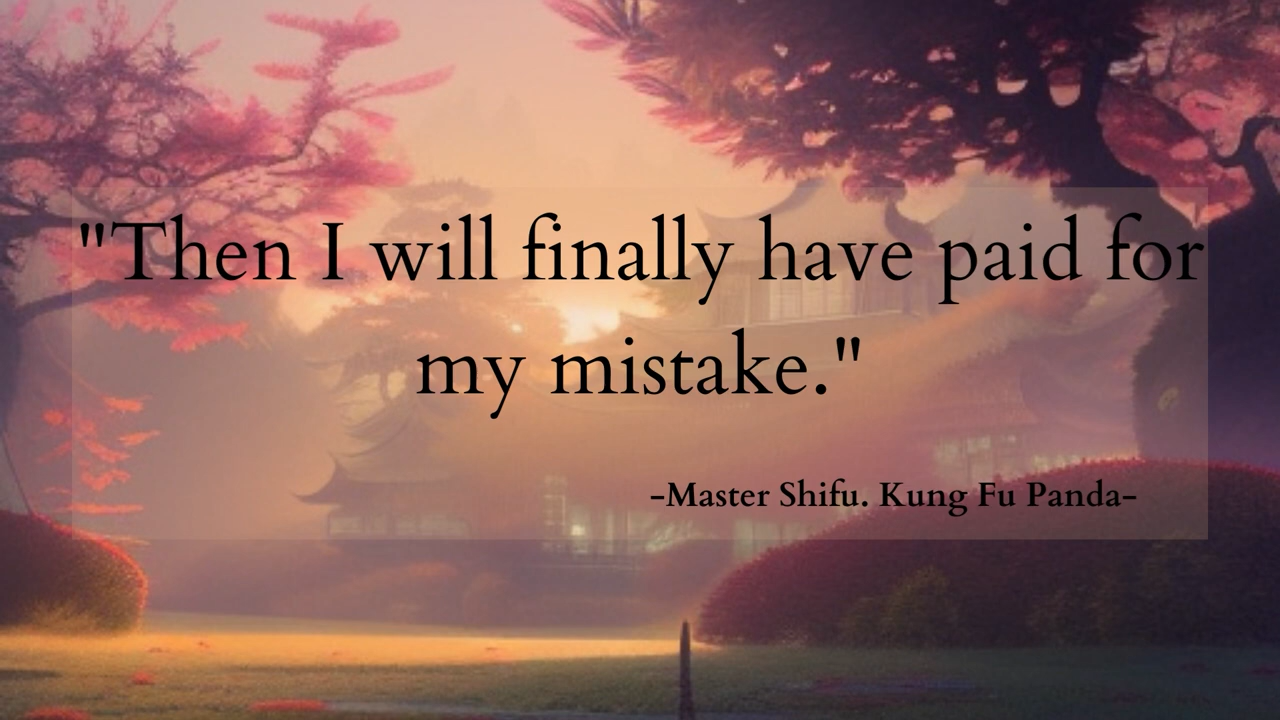 "Then I will finally have paid for
my mistake."
-Master Shifu. Kung Fu Panda-